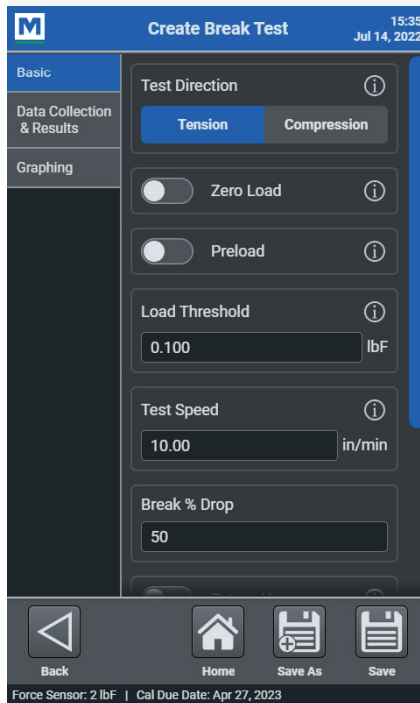 M
Create Break Test
15:35
Jul 14, 2022
Basic
Data Collection
& Results
Graphing
Test Direction
Tension
Compression
Zero Load
Preload
Load Threshold
0.100
lbF
Test Speed
10.00
in/min
Break % Drop
50
Back
Home
Save As
Save
Force Sensor: 2 lbF | Cal Due Date: Apr 27, 2023